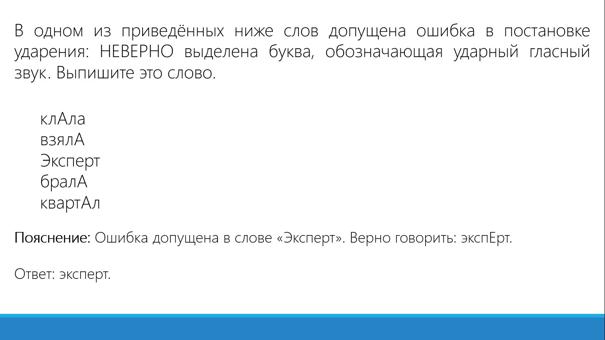 В одном из приведённых ниже слов допущена ошибка в постановке
ударения: НЕВЕРНО выделена буква, обозначающая ударный гласный
звук. Выпишите это слово.
клАла
взялА
Эксперт
бралА
квартАл
Пояснение: Ошибка допущена в слове «Эксперт». Верно говорить: экспЕрт.
Ответ: эксперт.